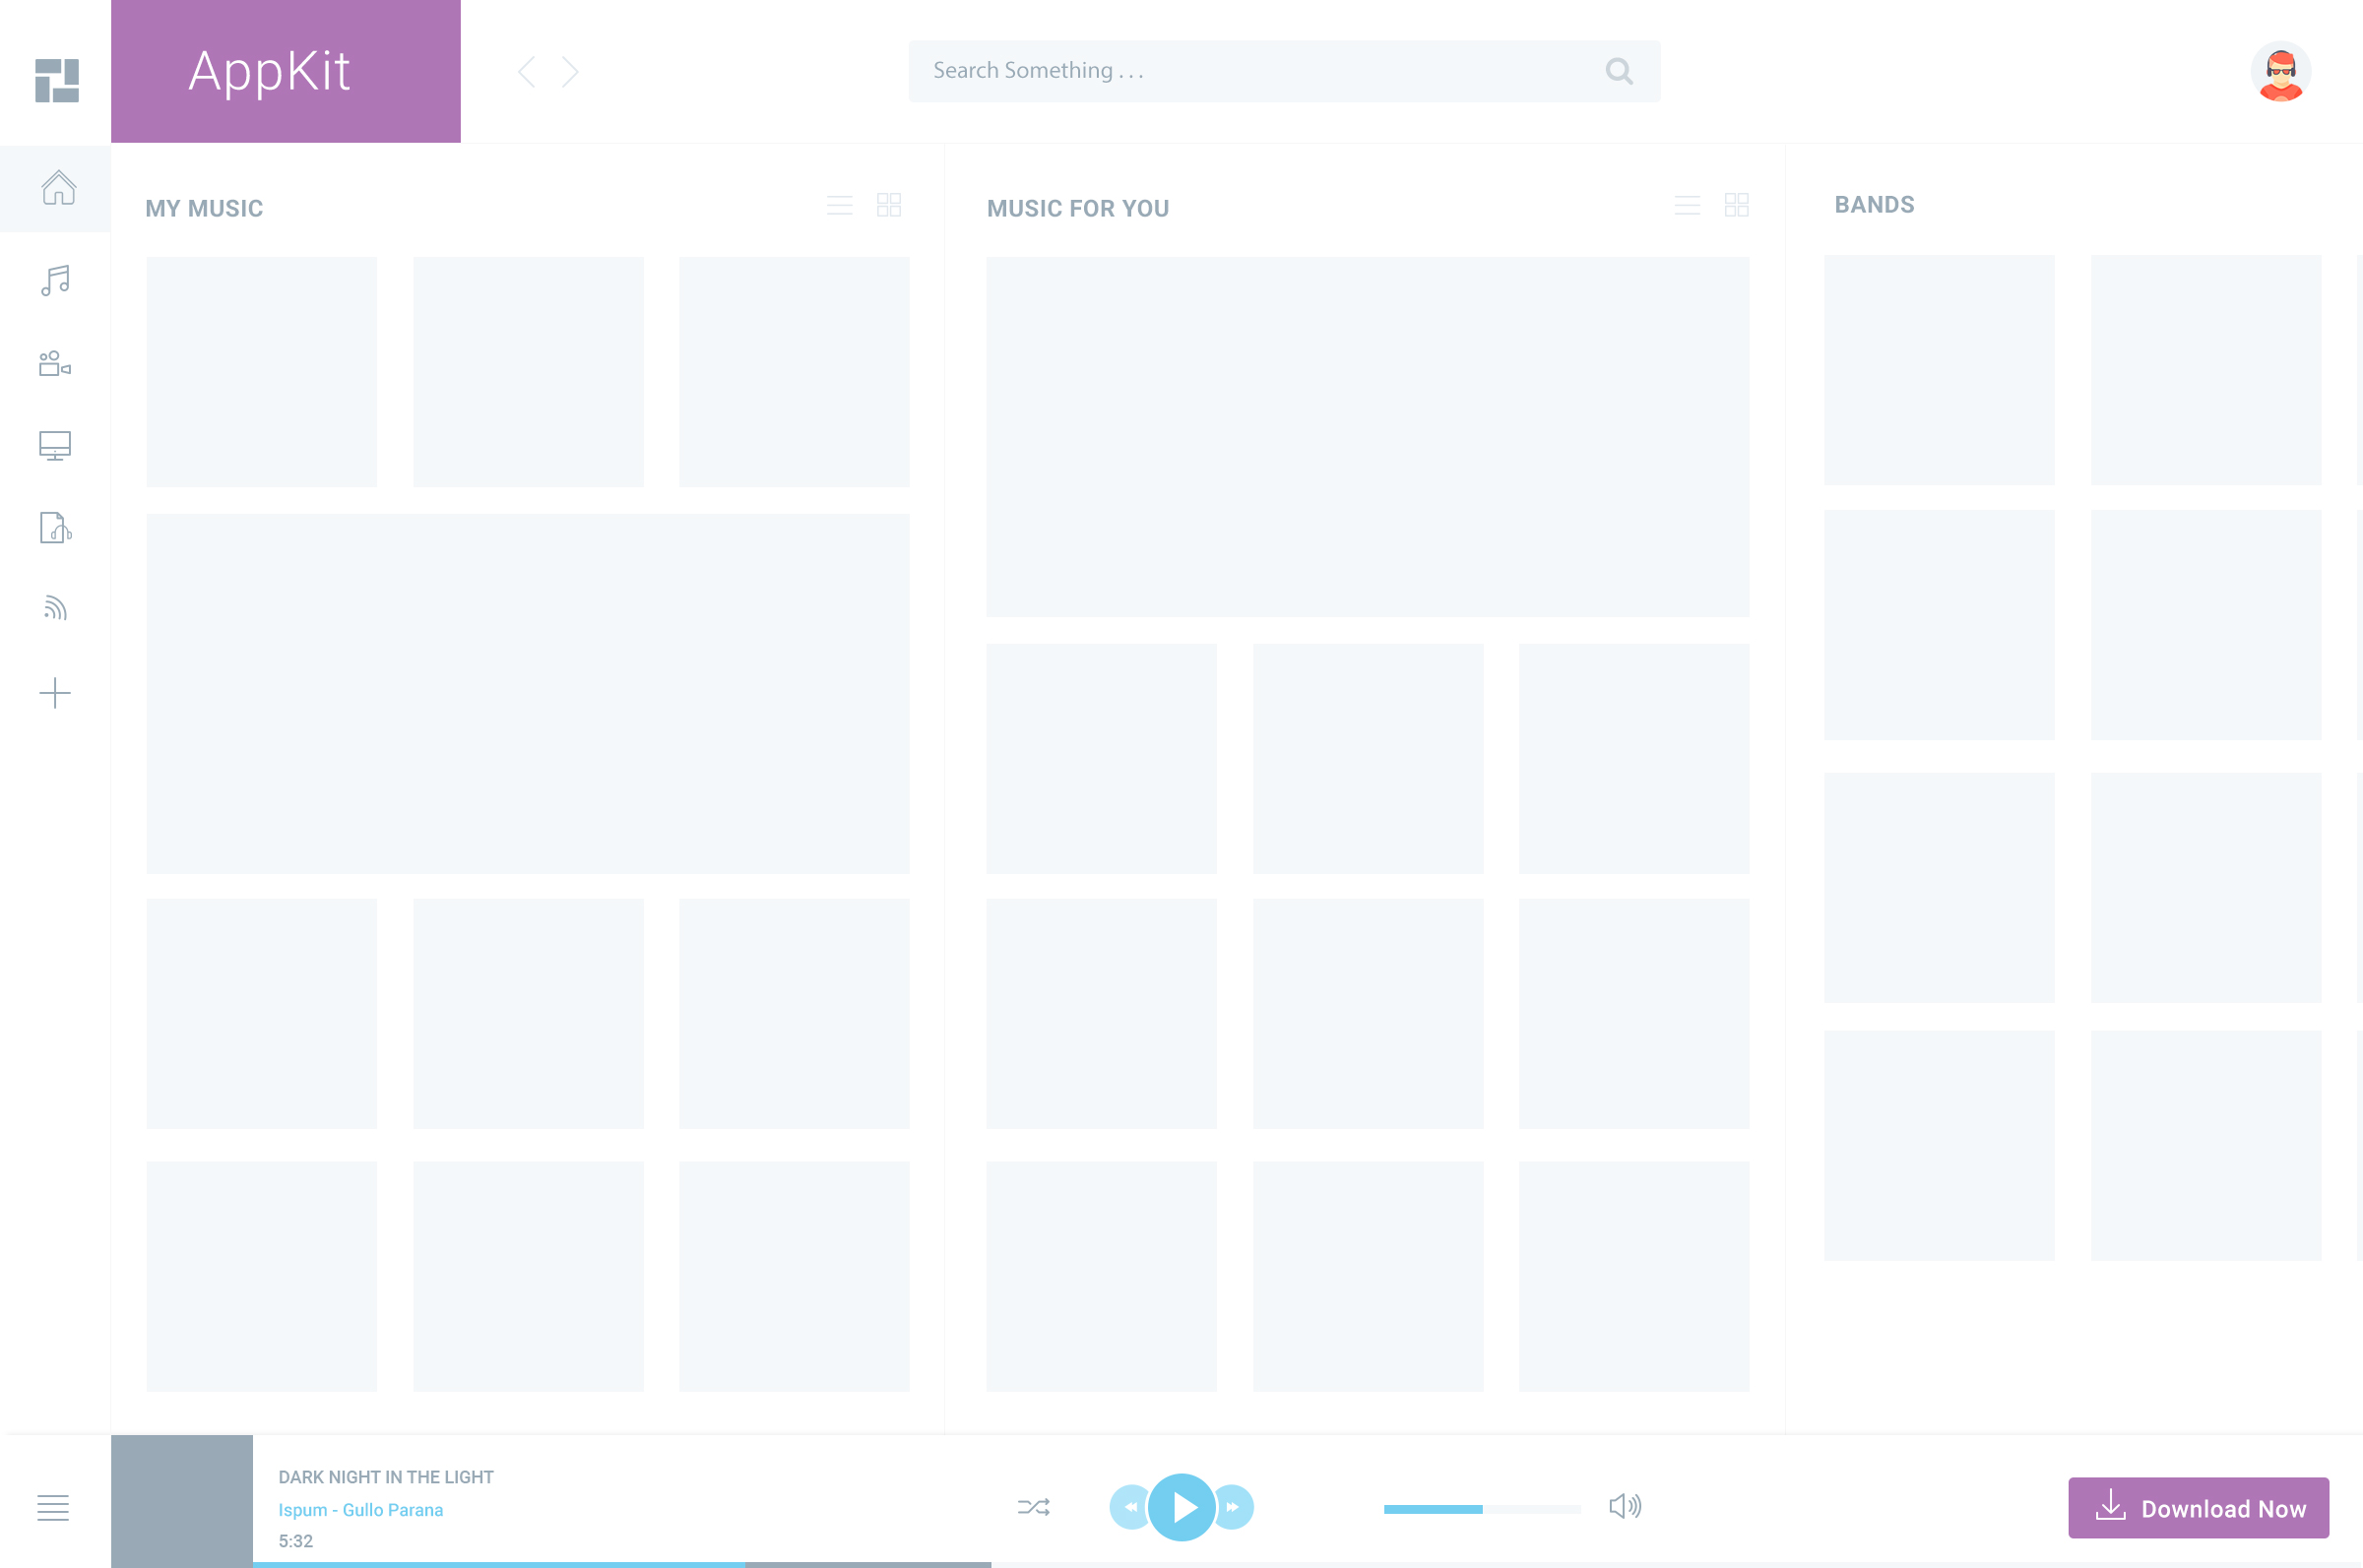 AppKit
Search Something . . .
MY MUSIC
MUSIC FOR YOU
BANDS
DARK NIGHT IN THE LIGHT
Ispum - Gullo Parana
5:32
Download Now